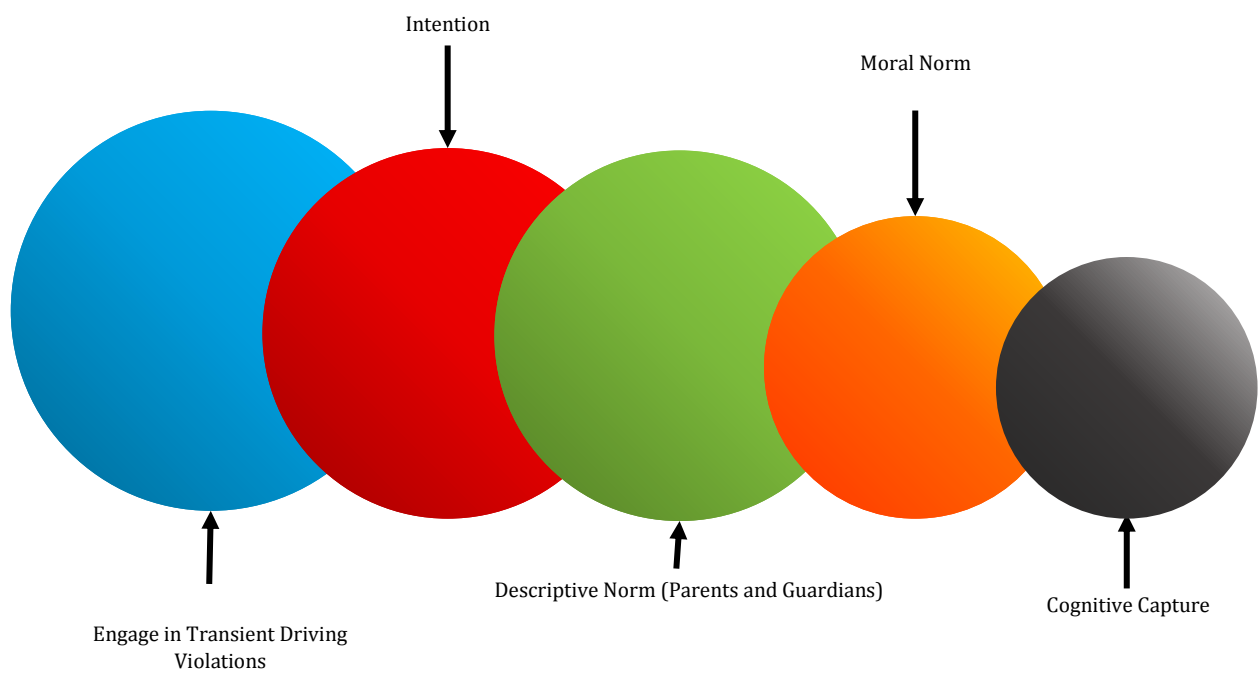 Intention
Moral Norm
Descriptive Norm (Parents and Guardians)
Cognitive Capture
Engage in Transient Driving
Violations